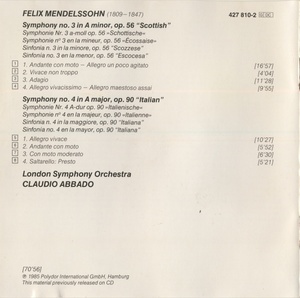 FELIX MENDELSSOHN (1809–1847) 427 810-2
Symphony no. 3 in A minor, op. 56 "Scottish"
Symphonie Nr. 3 a-moll op. 56 «Schottische»
Symphonie nº 3 en la mineur, op. 56 «Ecossaise»
Sinfonia n. 3 in la minore, op. 56 "Scozzese"
Sinfonia no. 3 en la menor, op. 56 "Escocesa"
1 1. Andante con moto – Allegro un poco agitato [16'57]
2 2. Vivace non troppo [4'04]
3 3. Adagio [11'28]
4 4. Allegro vivacissimo – Allegro maestoso assai [9'55]
Symphony no. 4 in A major, op. 90 "Italian"
Symphonie Nr. 4 A-dur op. 90 «Italienische»
Symphonie nº 4 en la majeur, op. 90 «Italienne»
Sinfonia n. 4 in la maggiore, op. 90 "Italiana"
Sinfonia no. 4 en la mayor, op. 90 "Italiana"
5 1. Allegro vivace [10'27]
6 2. Andante con moto [5'52]
7 3. Con moto moderato [6'30]
8 4. Saltarello: Presto [5'21]
London Symphony Orchestra
CLAUDIO ABBADO
[70'56]
℗ 1985 Polydor International GmbH, Hamburg
This material previously released on CD